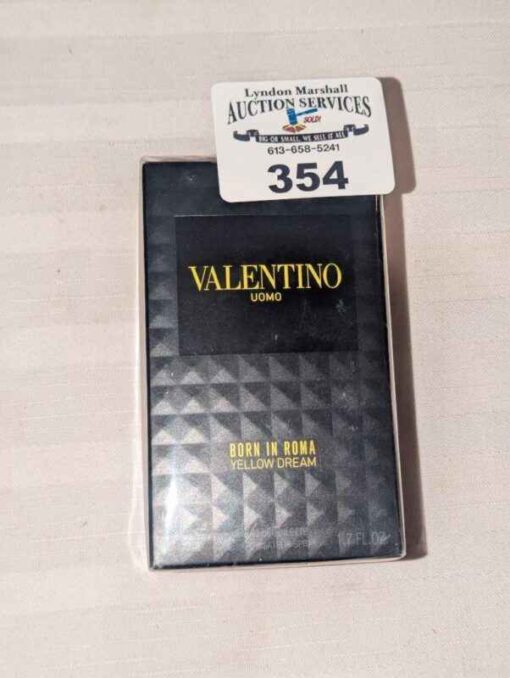 Lyndon Marshall
AUCTION SERVICES
SOLD!
BIG OR SMALL, WE SELL IT ALL
613-658-5241
354
VALENTINO
UOMO
BORN IN ROMA
YELLOW DREAM
1.7 FL.OZ